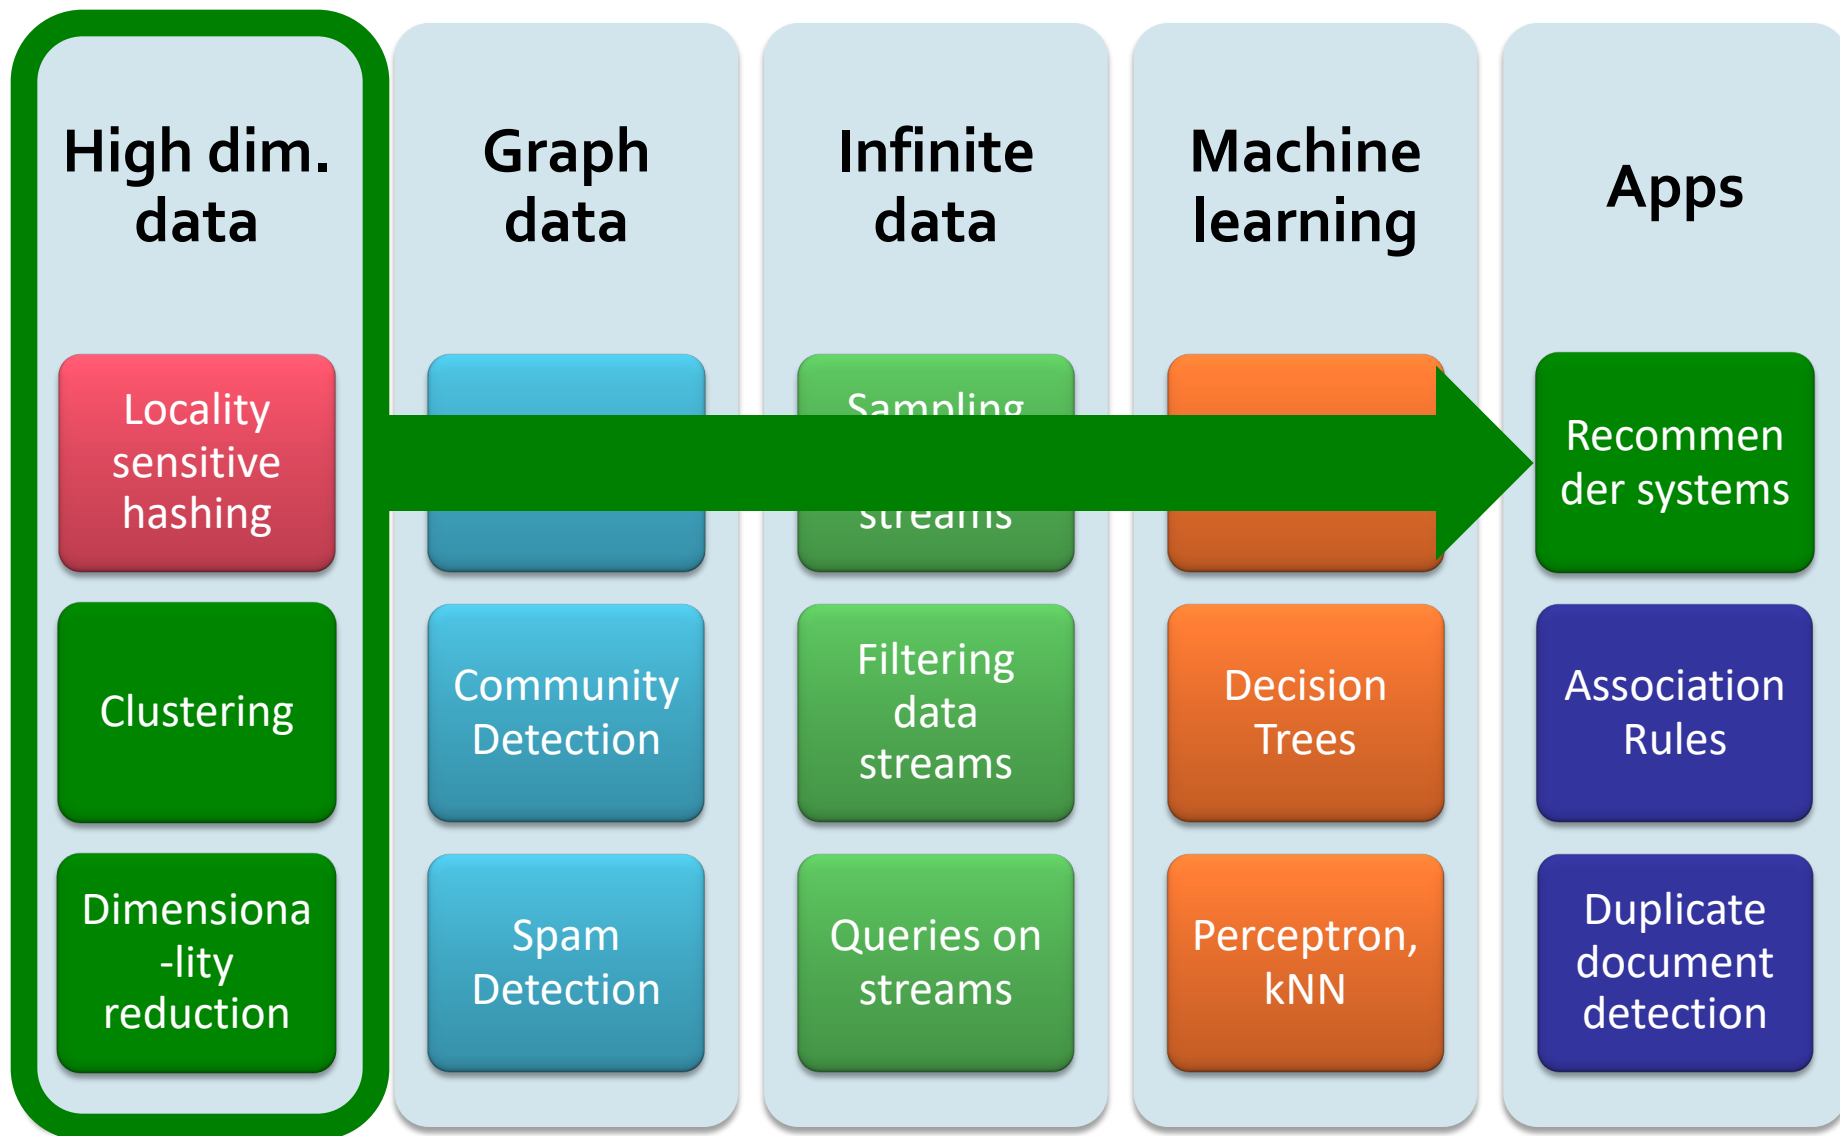 High dim.
data
Locality
sensitive
hashing
Clustering
Dimensiona
-lity
reduction
Graph
data
Community
Detection
Spam
Detection
Infinite
data
Sampling
streams
Filtering
data
streams
Queries on
streams
Machine
learning
Decision
Trees
Perceptron,
kNN
Apps
Recommen
der systems
Association
Rules
Duplicate
document
detection